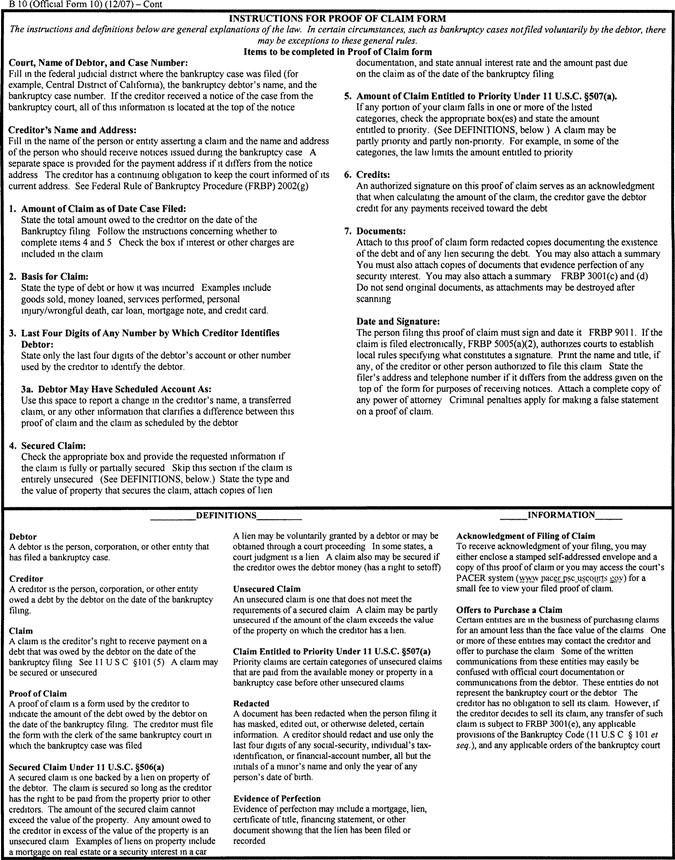 B 10 (Official Form 10) (12/07) – Cont
INSTRUCTIONS FOR PROOF OF CLAIM FORM
The instructions and definitions below are general explanations of the law. In certain circumstances, such as bankruptcy cases not filed voluntarily by the debtor, there
may be exceptions to these general rules.
Items to be completed in Proof of Claim form
Court, Name of Debtor, and Case Number:
Fill in the federal judicial district where the bankruptcy case was filed (for
example, Central District of California), the bankruptcy debtor's name, and the
bankruptcy case number. If the creditor received a notice of the case from the
bankruptcy court, all of this information is located at the top of the notice
Creditor's Name and Address:
Fill in the name of the person or entity asserting a claim and the name and address
of the person who should receive notices issued during the bankruptcy case A
separate space is provided for the payment address if it differs from the notice
address The creditor has a continuing obligation to keep the court informed of its
current address. See Federal Rule of Bankruptcy Procedure (FRBP) 2002(g)
1. Amount of Claim as of Date Case Filed:
State the total amount owed to the creditor on the date of the
Bankruptcy filing Follow the instructions concerning whether to
complete items 4 and 5 Check the box if interest or other charges are
included in the claim
2. Basis for Claim:
State the type of debt or how it was incurred Examples include
goods sold, money loaned, services performed, personal
injury/wrongful death, car loan, mortgage note, and credit card.
3. Last Four Digits of Any Number by Which Creditor Identifies
Debtor:
State only the last four digits of the debtor's account or other number
used by the creditor to identify the debtor.
3a. Debtor May Have Scheduled Account As:
Use this space to report a change in the creditor's name, a transferred
claim, or any other information that clarifies a difference between this
proof of claim and the claim as scheduled by the debtor
4. Secured Claim:
Check the appropriate box and provide the requested information if
the claim is fully or partially secured Skip this section if the claim is
entirely unsecured (See DEFINITIONS, below.) State the type and
the value of property that secures the claim, attach copies of lien
documentation, and state annual interest rate and the amount past due
on the claim as of the date of the bankruptcy filing
5. Amount of Claim Entitled to Priority Under 11 U.S.C. §507(a).
If any portion of your claim falls in one or more of the listed
categories, check the appropriate box(es) and state the amount
entitled to priority. (See DEFINITIONS, below ) A claim may be
partly priority and partly non-priority. For example, in some of the
categories, the law limits the amount entitled to priority
6. Credits:
An authorized signature on this proof of claim serves as an acknowledgment
that when calculating the amount of the claim, the creditor gave the debtor
credit for any payments received toward the debt
7. Documents:
Attach to this proof of claim form redacted copies documenting the existence
of the debt and of any lien securing the debt. You may also attach a summary
You must also attach copies of documents that evidence perfection of any
security interest. You may also attach a summary FRBP 3001(c) and (d)
Do not send original documents, as attachments may be destroyed after
scanning
Date and Signature:
The person filing this proof of claim must sign and date it FRBP 9011. If the
claim is filed electronically, FRBP 5005(a)(2), authorizes courts to establish
local rules specifying what constitutes a signature. Print the name and title, if
any, of the creditor or other person authorized to file this claim State the
filer's address and telephone number if it differs from the address given on the
top of the form for purposes of receiving notices. Attach a complete copy of
any power of attorney Criminal penalties apply for making a false statement
on a proof of claim.
DEFINITIONS
Debtor
A debtor is the person, corporation, or other entity that
has filed a bankruptcy case.
Creditor
A creditor is the person, corporation, or other entity
owed a debt by the debtor on the date of the bankruptcy
filing.
Claim
A claim is the creditor's right to receive payment on a
debt that was owed by the debtor on the date of the
bankruptcy filing See 11 U S C §101 (5) A claim may
be secured or unsecured
Proof of Claim
A proof of claim is a form used by the creditor to
indicate the amount of the debt owed by the debtor on
the date of the bankruptcy filing. The creditor must file
the form with the clerk of the same bankruptcy court in
which the bankruptcy case was filed
Secured Claim Under 11 U.S.C. §506(a)
A secured claim is one backed by a lien on property of
the debtor. The claim is secured so long as the creditor
has the right to be paid from the property prior to other
creditors. The amount of the secured claim cannot
exceed the value of the property. Any amount owed to
the creditor in excess of the value of the property is an
unsecured claim Examples of liens on property include
a mortgage on real estate or a security interest in a car
A lien may be voluntarily granted by a debtor or may be
obtained through a court proceeding In some states, a
court judgment is a lien A claim also may be secured if
the creditor owes the debtor money (has a right to setoff)
Unsecured Claim
An unsecured claim is one that does not meet the
requirements of a secured claim A claim may be partly
unsecured if the amount of the claim exceeds the value
of the property on which the creditor has a lien.
Claim Entitled to Priority Under 11 U.S.C. §507(a)
Priority claims are certain categories of unsecured claims
that are paid from the available money or property in a
bankruptcy case before other unsecured claims
Redacted
A document has been redacted when the person filing it
has masked, edited out, or otherwise deleted, certain
information. A creditor should redact and use only the
last four digits of any social-security, individual's tax-
identification, or financial-account number, all but the
initials of a minor's name and only the year of any
person's date of birth.
Evidence of Perfection
Evidence of perfection may include a mortgage, lien,
certificate of title, financing statement, or other
document showing that the lien has been filed or
recorded
INFORMATION
Acknowledgment of Filing of Claim
To receive acknowledgment of your filing, you may
either enclose a stamped self-addressed envelope and a
copy of this proof of claim or you may access the court's
PACER system (www pacer psc uscourts gov) for a
small fee to view your filed proof of claim.
Offers to Purchase a Claim
Certain entities are in the business of purchasing claims
for an amount less than the face value of the claims One
or more of these entities may contact the creditor and
offer to purchase the claim Some of the written
communications from these entities may easily be
confused with official court documentation or
communications from the debtor. These entities do not
represent the bankruptcy court or the debtor The
creditor has no obligation to sell its claim. However, if
the creditor decides to sell its claim, any transfer of such
claim is subject to FRBP 3001(e), any applicable
provisions of the Bankruptcy Code (11 U.S C § 101 et
seq.), and any applicable orders of the bankruptcy court